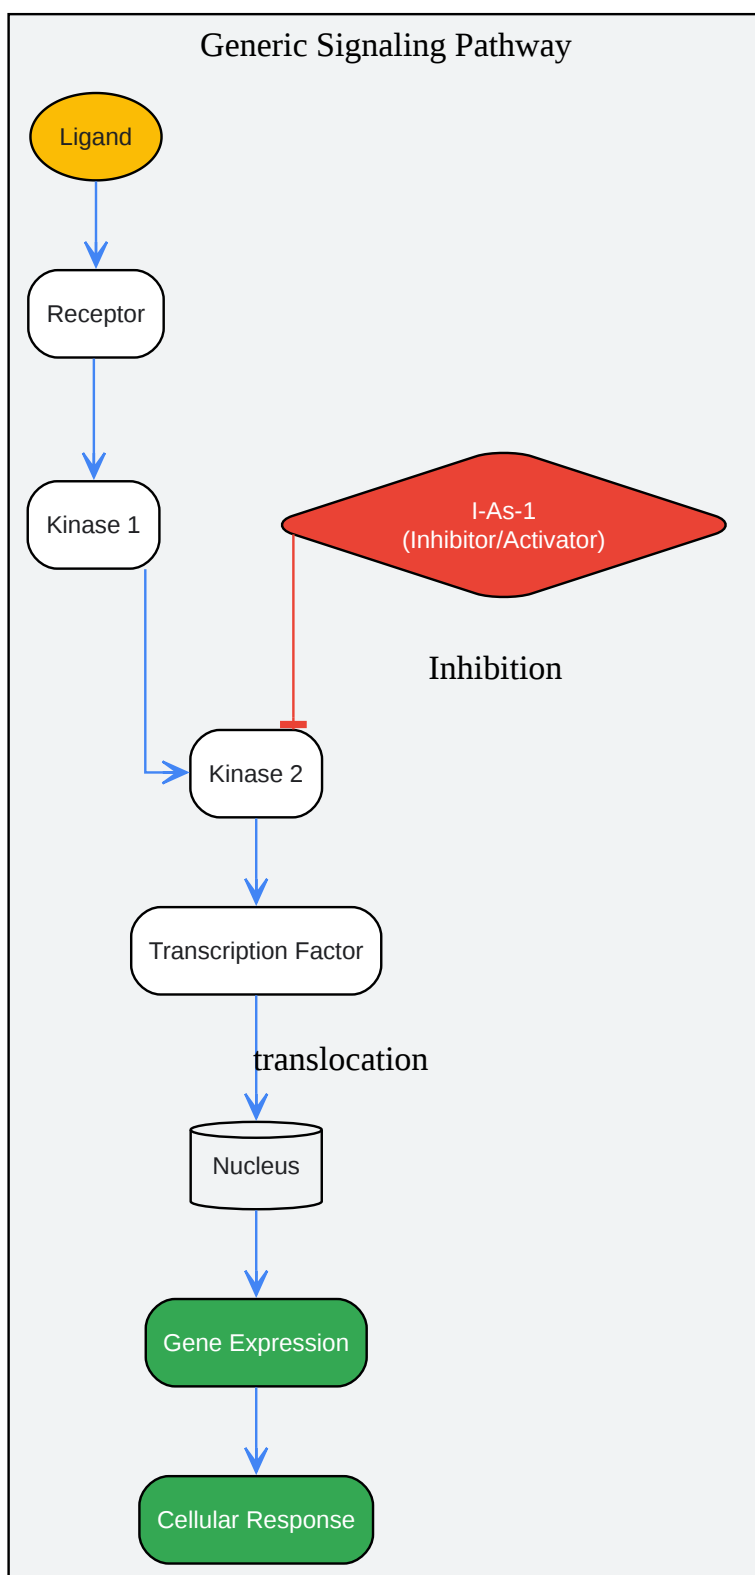 Generic Signaling Pathway
Ligand
Receptor
Kinase 1
I-As-1
(Inhibitor/Activator)
Inhibition
Kinase 2
Transcription Factor
translocation
Nucleus
Gene Expression
Cellular Response